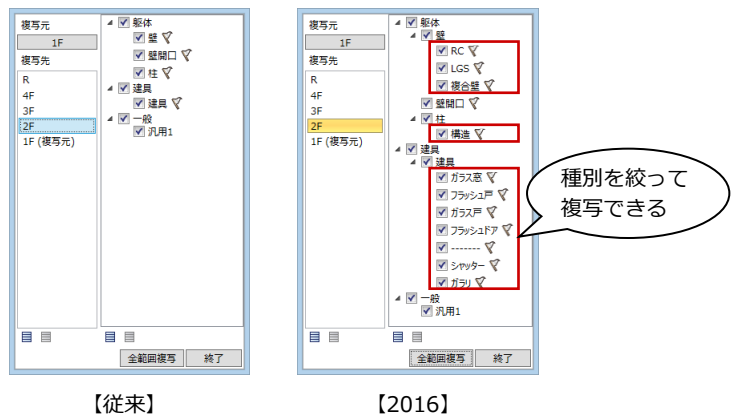 複写元
1F
複写先
R
4F
3F
2F
1F (複写元)
躯体
壁
壁開口
柱
建具
建具
一般
汎用1
全範囲複写
終了
【従来】
複写元
1F
複写先
R
4F
3F
2F
1F (複写元)
躯体
壁
RC
LGS
複合壁
壁開口
柱
構造
建具
建具
ガラス窓
フラッシュ戸
ガラス戸
フラッシュドア
-------
シャッター
ガラリ
一般
汎用1
全範囲複写
終了
【2016】
種別を絞って
複写できる